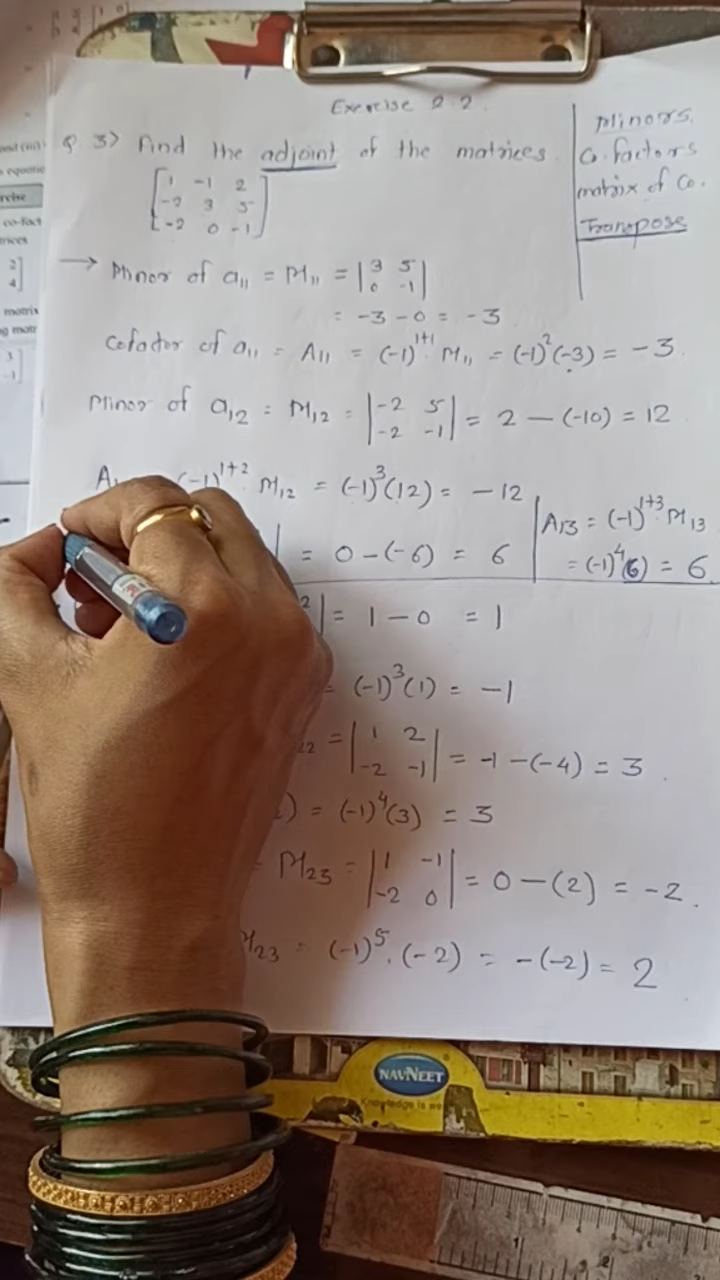 Exercise 2.2
Q 3> Find the adjoint of the matrices.
[1 -1 2
-2 3 5
-2 0 -1]
Minors.
Co.factors
matrix of Co.
Transpose
→ Minor of a₁₁ = M₁₁ = |3 5
0 -1|
= -3 - 0 = -3
Cofactor of a₁₁ = A₁₁ = (-1)¹⁺¹ M₁₁ = (-1)²(-3) = -3.
Minor of a₁₂ = M₁₂ = |-2 5
-2 -1| = 2 - (-10) = 12
(-1)¹⁺² M₁₂ = (-1)³(12) = -12
= 0 - (-6) = 6
A₁₃ = (-1)¹⁺³ M₁₃
= (-1)⁴(6) = 6
2| = 1 - 0 = 1
= (-1)³(1) = -1
22 = |1 2
-2 -1| = -1 - (-4) = 3
) = (-1)⁴(3) = 3
= M₂₃ = |1 -1
-2 0| = 0 - (2) = -2.
M₂₃ = (-1)⁵.(-2) = -(-2) = 2
NAVNEET